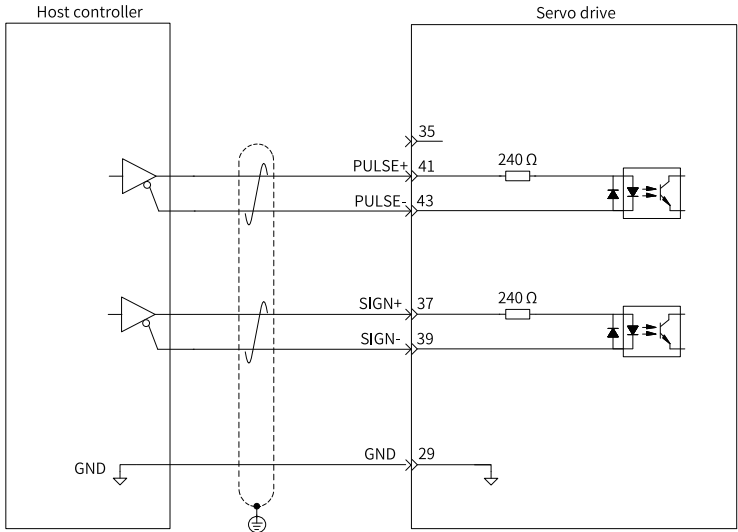 Host controller
Servo drive
35
PULSE+ 41
240 Ω
PULSE- 43
SIGN+ 37
240 Ω
SIGN- 39
GND
GND 29